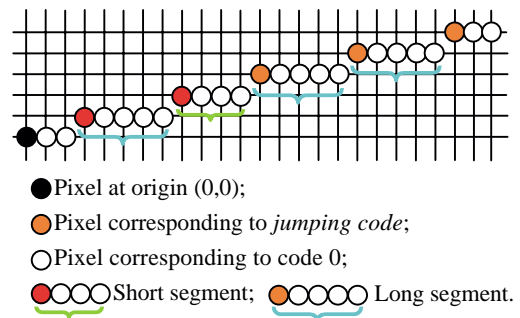 Pixel at origin (0,0);
Pixel corresponding to jumping code;
Pixel corresponding to code 0;
Short segment; Long segment.